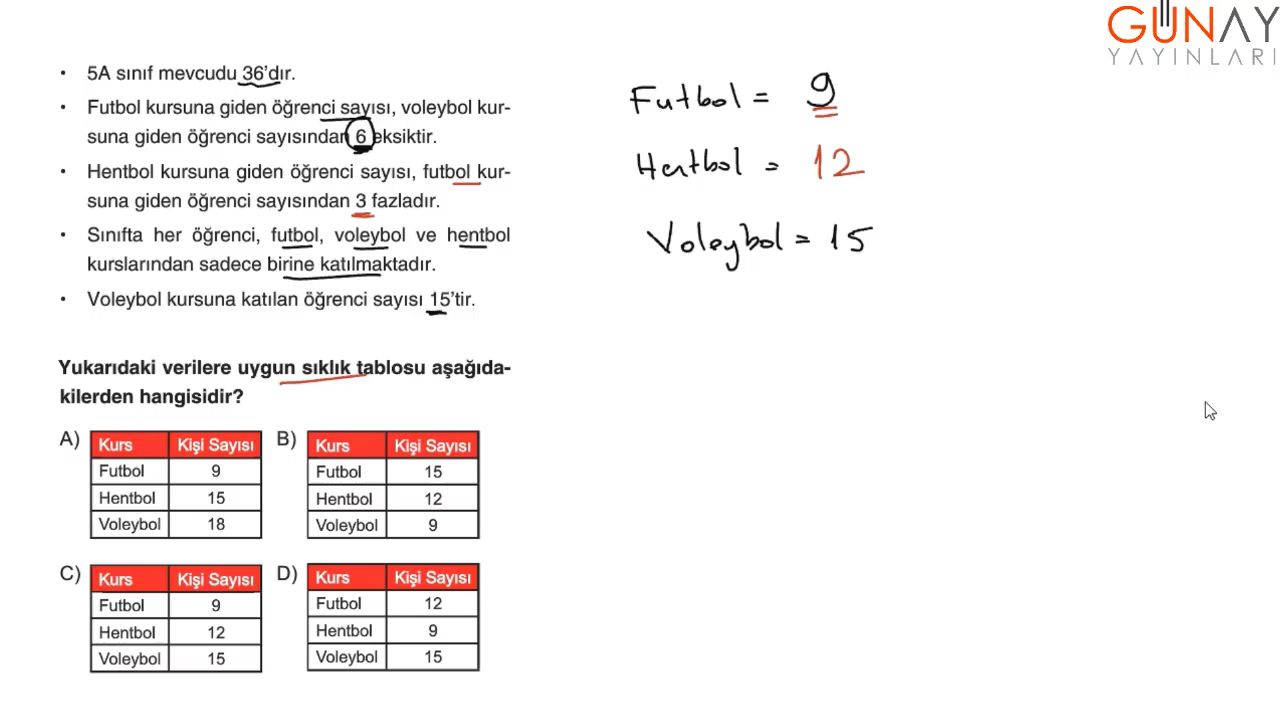 GÜNAY
YAYINLARI
• 5A sınıf mevcudu 36'dır.
• Futbol kursuna giden öğrenci sayısı, voleybol kur-
suna giden öğrenci sayısından 6 eksiktir.
• Hentbol kursuna giden öğrenci sayısı, futbol kur-
suna giden öğrenci sayısından 3 fazladır.
• Sınıfta her öğrenci, futbol, voleybol ve hentbol
kurslarından sadece birine katılmaktadır.
• Voleybol kursuna katılan öğrenci sayısı 15'tir.
Yukarıdaki verilere uygun sıklık tablosu aşağıda-
kilerden hangisidir?
A)
Kurs Kişi Sayısı
Futbol 9
Hentbol 15
Voleybol 18
B)
Kurs Kişi Sayısı
Futbol 15
Hentbol 12
Voleybol 9
C)
Kurs Kişi Sayısı
Futbol 9
Hentbol 12
Voleybol 15
D)
Kurs Kişi Sayısı
Futbol 12
Hentbol 9
Voleybol 15
Futbol = 9
Hentbol = 12
Voleybol = 15